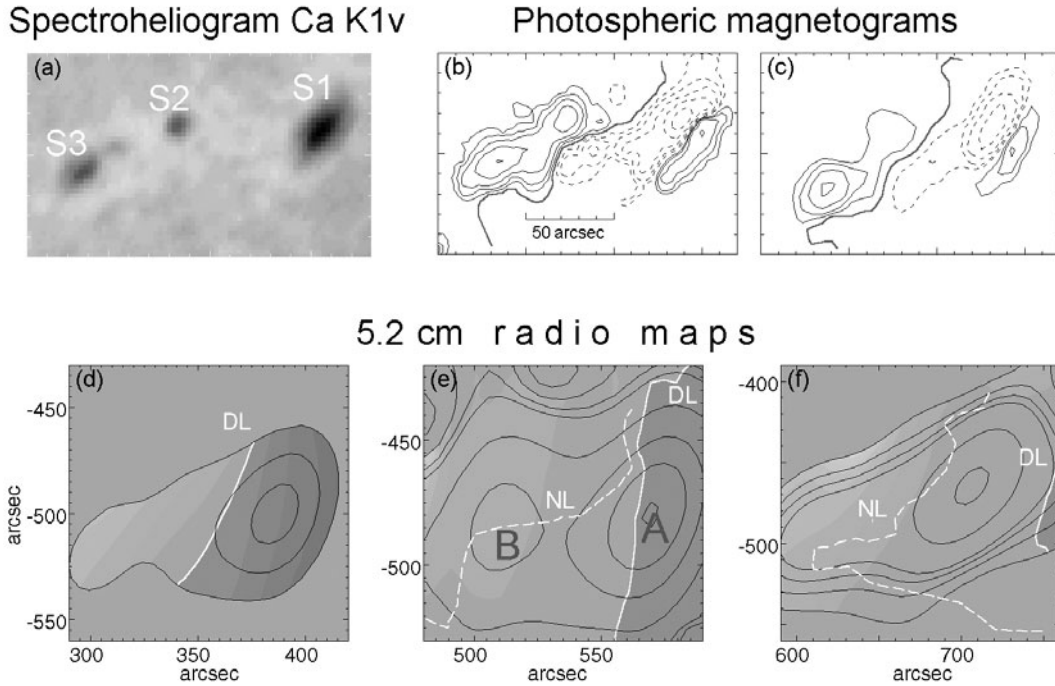 Spectroheliogram Ca K1v
Photospheric magnetograms
(a)
S1
S2
S3
(b)
50 arcsec
(c)
5.2 cm radio maps
(d)
DL
-450
-500
-550
arcsec
300
350
400
arcsec
(e)
DL
NL
B
A
-450
-500
500
550
arcsec
(f)
NL
DL
-400
-500
600
700
arcsec